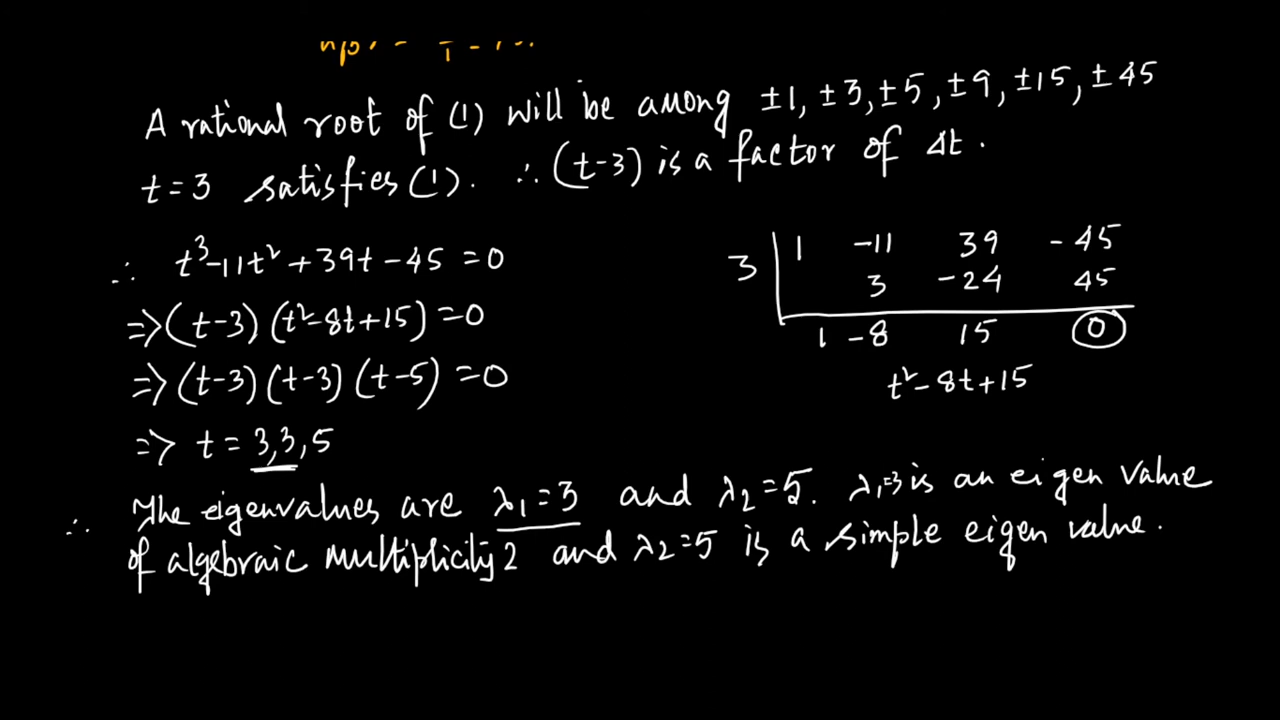 A rational root of (1) will be among ±1, ±3, ±5, ±9, ±15, ±45
t=3 satisfies (1). ∴ (t-3) is a factor of Δt.
∴ t³-11t²+39t-45=0
⇒(t-3)(t²-8t+15)=0
⇒(t-3)(t-3)(t-5)=0
⇒ t=3,3,5
3 | 1 -11 39 -45
3 -24 45
1 -8 15 0
t²-8t+15
∴ The eigenvalues are λ₁=3 and λ₂=5. λ₁=3 is an eigen value
of algebraic multiplicity 2 and λ₂=5 is a simple eigen value.